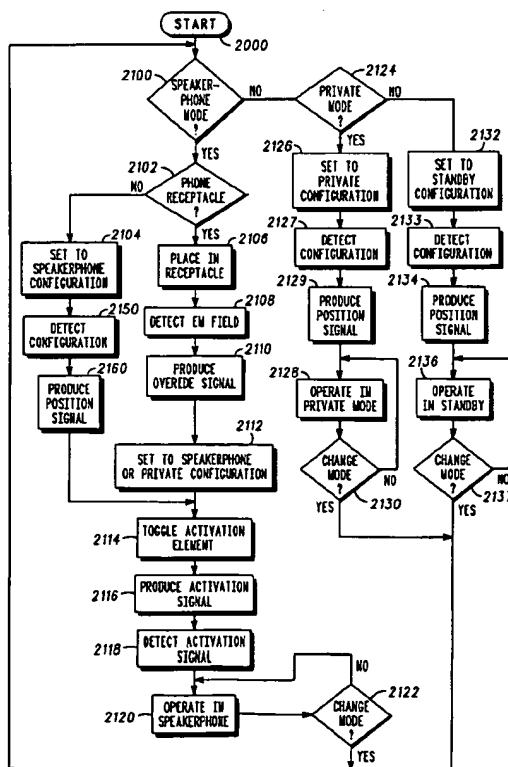 START
2000
2100
SPEAKER-
PHONE
MODE
?
NO
YES
2124
PRIVATE
MODE
?
NO
YES
2102
PHONE
RECEPTACLE
?
NO
YES
2126
SET TO
PRIVATE
CONFIGURATION
2132
SET TO
STANDBY
CONFIGURATION
2104
SET TO
SPEAKERPHONE
CONFIGURATION
2106
PLACE IN
RECEPTACLE
2127
DETECT
CONFIGURATION
2133
DETECT
CONFIGURATION
2150
DETECT
CONFIGURATION
2108
DETECT EM FIELD
2129
PRODUCE
POSITION
SIGNAL
2134
PRODUCE
POSITION
SIGNAL
2160
PRODUCE
POSITION
SIGNAL
2110
PRODUCE
OVERIDE SIGNAL
2128
OPERATE IN
PRIVATE MODE
2136
OPERATE
IN STANDBY
2112
SET TO SPEAKERPHONE
OR PRIVATE CONFIGURATION
CHANGE
MODE
?
NO
YES
2130
CHANGE
MODE
?
NO
YES
2137
2114
TOGGLE ACTIVATION
ELEMENT
2116
PRODUCE ACTIVATION
SIGNAL
2118
DETECT ACTIVATION
SIGNAL
2120
OPERATE IN
SPEAKERPHONE
NO
2122
CHANGE
MODE
?
YES